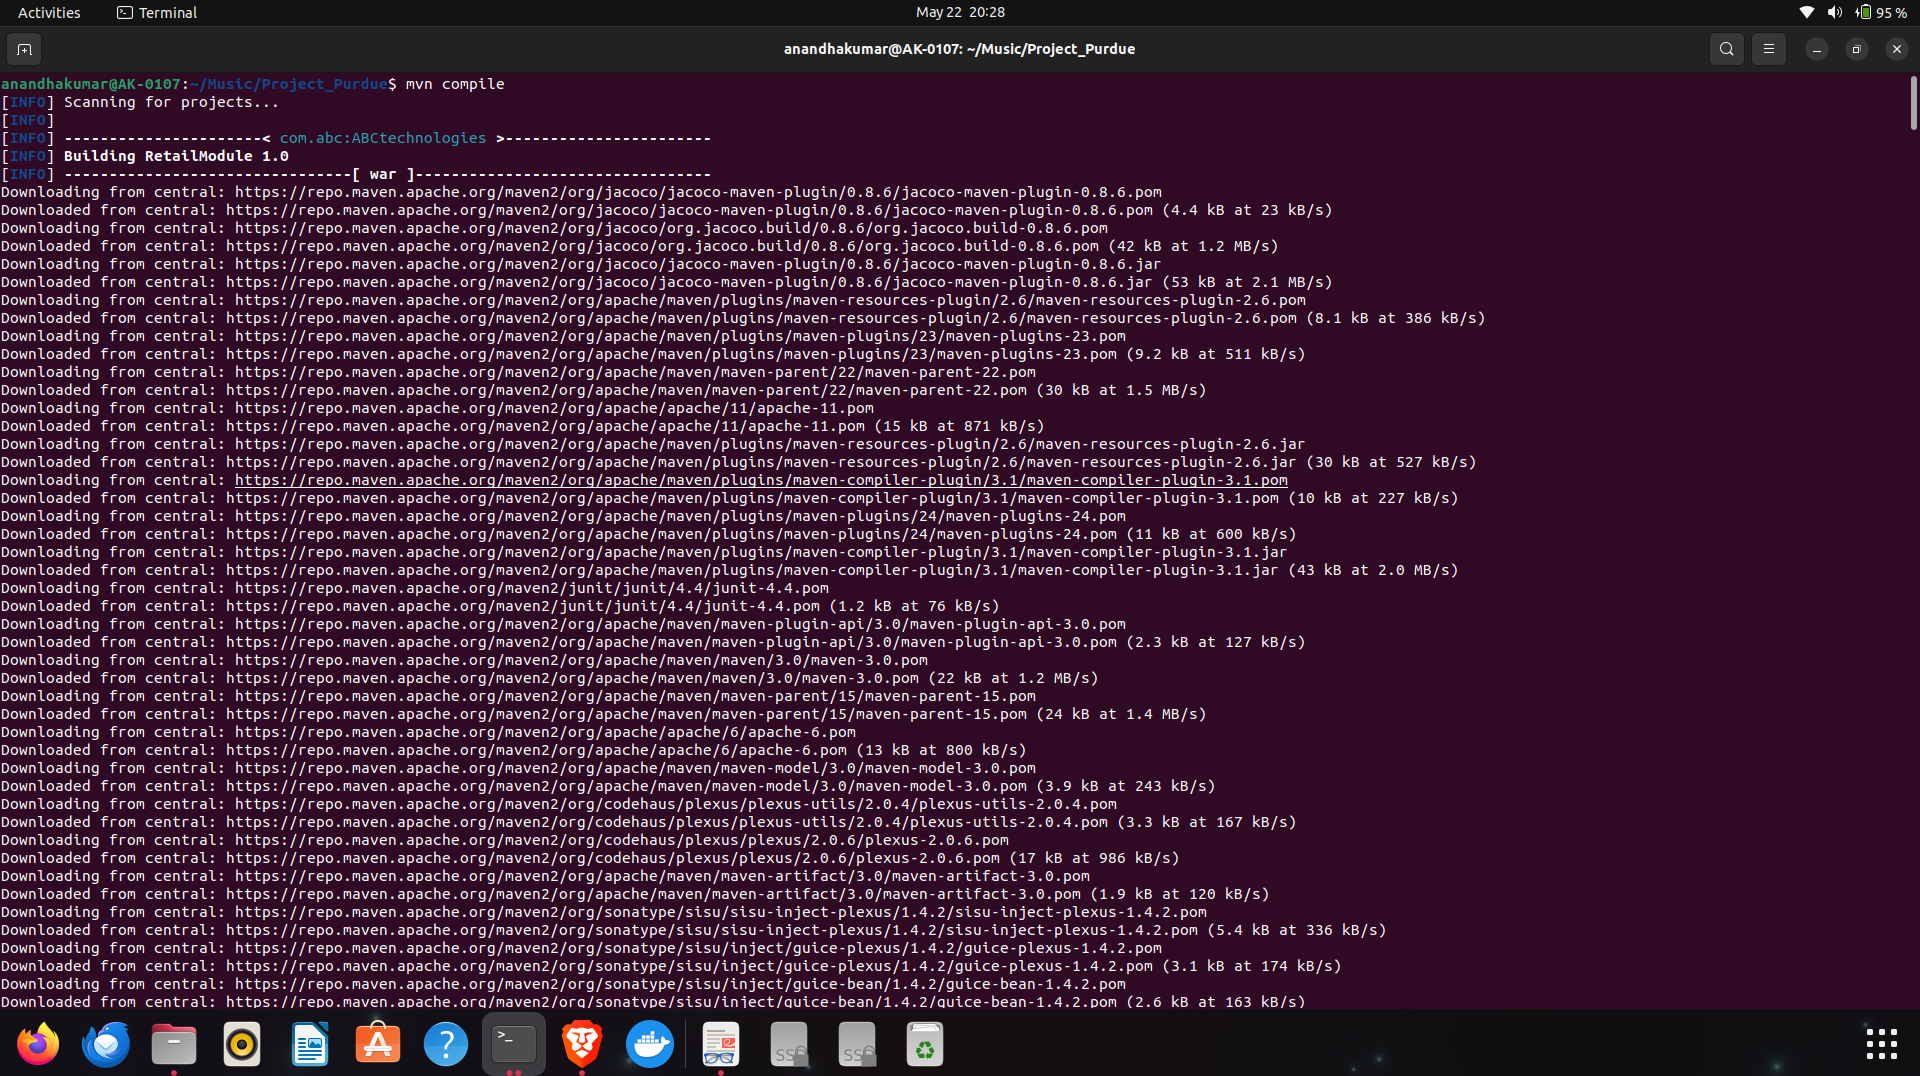 Activities Terminal May 22 20:28 95 %
anandhakumar@AK-0107: ~/Music/Project_Purdue
anandhakumar@AK-0107:~/Music/Project_Purdue$ mvn compile
[INFO] Scanning for projects...
[INFO]
[INFO] ----------------------< com.abc:ABCtechnologies >-----------------------
[INFO] Building RetailModule 1.0
[INFO] --------------------------------[ war ]---------------------------------
Downloading from central: https://repo.maven.apache.org/maven2/org/jacoco/jacoco-maven-plugin/0.8.6/jacoco-maven-plugin-0.8.6.pom
Downloaded from central: https://repo.maven.apache.org/maven2/org/jacoco/jacoco-maven-plugin/0.8.6/jacoco-maven-plugin-0.8.6.pom (4.4 kB at 23 kB/s)
Downloading from central: https://repo.maven.apache.org/maven2/org/jacoco/org.jacoco.build/0.8.6/org.jacoco.build-0.8.6.pom
Downloaded from central: https://repo.maven.apache.org/maven2/org/jacoco/org.jacoco.build/0.8.6/org.jacoco.build-0.8.6.pom (42 kB at 1.2 MB/s)
Downloading from central: https://repo.maven.apache.org/maven2/org/jacoco/jacoco-maven-plugin/0.8.6/jacoco-maven-plugin-0.8.6.jar
Downloaded from central: https://repo.maven.apache.org/maven2/org/jacoco/jacoco-maven-plugin/0.8.6/jacoco-maven-plugin-0.8.6.jar (53 kB at 2.1 MB/s)
Downloading from central: https://repo.maven.apache.org/maven2/org/apache/maven/plugins/maven-resources-plugin/2.6/maven-resources-plugin-2.6.pom
Downloaded from central: https://repo.maven.apache.org/maven2/org/apache/maven/plugins/maven-resources-plugin/2.6/maven-resources-plugin-2.6.pom (8.1 kB at 386 kB/s)
Downloading from central: https://repo.maven.apache.org/maven2/org/apache/maven/plugins/maven-plugins/23/maven-plugins-23.pom
Downloaded from central: https://repo.maven.apache.org/maven2/org/apache/maven/plugins/maven-plugins/23/maven-plugins-23.pom (9.2 kB at 511 kB/s)
Downloading from central: https://repo.maven.apache.org/maven2/org/apache/maven/maven-parent/22/maven-parent-22.pom
Downloaded from central: https://repo.maven.apache.org/maven2/org/apache/maven/maven-parent/22/maven-parent-22.pom (30 kB at 1.5 MB/s)
Downloading from central: https://repo.maven.apache.org/maven2/org/apache/apache/11/apache-11.pom
Downloaded from central: https://repo.maven.apache.org/maven2/org/apache/apache/11/apache-11.pom (15 kB at 871 kB/s)
Downloading from central: https://repo.maven.apache.org/maven2/org/apache/maven/plugins/maven-resources-plugin/2.6/maven-resources-plugin-2.6.jar
Downloaded from central: https://repo.maven.apache.org/maven2/org/apache/maven/plugins/maven-resources-plugin/2.6/maven-resources-plugin-2.6.jar (30 kB at 527 kB/s)
Downloading from central: https://repo.maven.apache.org/maven2/org/apache/maven/plugins/maven-compiler-plugin/3.1/maven-compiler-plugin-3.1.pom
Downloaded from central: https://repo.maven.apache.org/maven2/org/apache/maven/plugins/maven-compiler-plugin/3.1/maven-compiler-plugin-3.1.pom (10 kB at 227 kB/s)
Downloading from central: https://repo.maven.apache.org/maven2/org/apache/maven/plugins/maven-plugins/24/maven-plugins-24.pom
Downloaded from central: https://repo.maven.apache.org/maven2/org/apache/maven/plugins/maven-plugins/24/maven-plugins-24.pom (11 kB at 600 kB/s)
Downloading from central: https://repo.maven.apache.org/maven2/org/apache/maven/plugins/maven-compiler-plugin/3.1/maven-compiler-plugin-3.1.jar
Downloaded from central: https://repo.maven.apache.org/maven2/org/apache/maven/plugins/maven-compiler-plugin/3.1/maven-compiler-plugin-3.1.jar (43 kB at 2.0 MB/s)
Downloading from central: https://repo.maven.apache.org/maven2/junit/junit/4.4/junit-4.4.pom
Downloaded from central: https://repo.maven.apache.org/maven2/junit/junit/4.4/junit-4.4.pom (1.2 kB at 76 kB/s)
Downloading from central: https://repo.maven.apache.org/maven2/org/apache/maven/maven-plugin-api/3.0/maven-plugin-api-3.0.pom
Downloaded from central: https://repo.maven.apache.org/maven2/org/apache/maven/maven-plugin-api/3.0/maven-plugin-api-3.0.pom (2.3 kB at 127 kB/s)
Downloading from central: https://repo.maven.apache.org/maven2/org/apache/maven/maven/3.0/maven-3.0.pom
Downloaded from central: https://repo.maven.apache.org/maven2/org/apache/maven/maven/3.0/maven-3.0.pom (22 kB at 1.2 MB/s)
Downloading from central: https://repo.maven.apache.org/maven2/org/apache/maven/maven-parent/15/maven-parent-15.pom
Downloaded from central: https://repo.maven.apache.org/maven2/org/apache/maven/maven-parent/15/maven-parent-15.pom (24 kB at 1.4 MB/s)
Downloading from central: https://repo.maven.apache.org/maven2/org/apache/apache/6/apache-6.pom
Downloaded from central: https://repo.maven.apache.org/maven2/org/apache/apache/6/apache-6.pom (13 kB at 800 kB/s)
Downloading from central: https://repo.maven.apache.org/maven2/org/apache/maven/maven-model/3.0/maven-model-3.0.pom
Downloaded from central: https://repo.maven.apache.org/maven2/org/apache/maven/maven-model/3.0/maven-model-3.0.pom (3.9 kB at 243 kB/s)
Downloading from central: https://repo.maven.apache.org/maven2/org/codehaus/plexus/plexus-utils/2.0.4/plexus-utils-2.0.4.pom
Downloaded from central: https://repo.maven.apache.org/maven2/org/codehaus/plexus/plexus-utils/2.0.4/plexus-utils-2.0.4.pom (3.3 kB at 167 kB/s)
Downloading from central: https://repo.maven.apache.org/maven2/org/codehaus/plexus/plexus/2.0.6/plexus-2.0.6.pom
Downloaded from central: https://repo.maven.apache.org/maven2/org/codehaus/plexus/plexus/2.0.6/plexus-2.0.6.pom (17 kB at 986 kB/s)
Downloading from central: https://repo.maven.apache.org/maven2/org/apache/maven/maven-artifact/3.0/maven-artifact-3.0.pom
Downloaded from central: https://repo.maven.apache.org/maven2/org/apache/maven/maven-artifact/3.0/maven-artifact-3.0.pom (1.9 kB at 120 kB/s)
Downloading from central: https://repo.maven.apache.org/maven2/org/sonatype/sisu/sisu-inject-plexus/1.4.2/sisu-inject-plexus-1.4.2.pom
Downloaded from central: https://repo.maven.apache.org/maven2/org/sonatype/sisu/sisu-inject-plexus/1.4.2/sisu-inject-plexus-1.4.2.pom (5.4 kB at 336 kB/s)
Downloading from central: https://repo.maven.apache.org/maven2/org/sonatype/sisu/inject/guice-plexus/1.4.2/guice-plexus-1.4.2.pom
Downloaded from central: https://repo.maven.apache.org/maven2/org/sonatype/sisu/inject/guice-plexus/1.4.2/guice-plexus-1.4.2.pom (3.1 kB at 174 kB/s)
Downloading from central: https://repo.maven.apache.org/maven2/org/sonatype/sisu/inject/guice-bean/1.4.2/guice-bean-1.4.2.pom
Downloaded from central: https://repo.maven.apache.org/maven2/org/sonatype/sisu/inject/guice-bean/1.4.2/guice-bean-1.4.2.pom (2.6 kB at 163 kB/s)